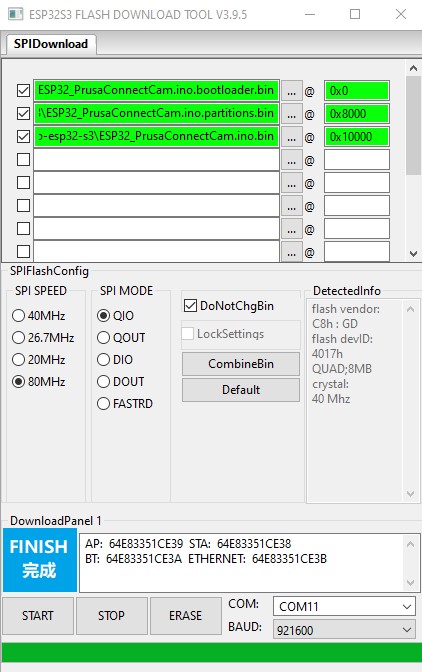 ESP32S3 FLASH DOWNLOAD TOOL V3.9.5
SPIDownload
ESP32_PrusaConnectCam.ino.bootloader.bin ... @ 0x0
\ESP32_PrusaConnectCam.ino.partitions.bin ... @ 0x8000
o-esp32-s3\ESP32_PrusaConnectCam.ino.bin ... @ 0x10000
... @
... @
... @
... @
... @
SPIFlashConfig
SPI SPEED
40MHz
26.7MHz
20MHz
80MHz
SPI MODE
QIO
QOUT
DIO
DOUT
FASTRD
DoNotChgBin
LockSettings
CombineBin
Default
DetectedInfo
flash vendor:
C8h : GD
flash devID:
4017h
QUAD;8MB
crystal:
40 Mhz
DownloadPanel 1
FINISH
完成
AP: 64E83351CE39 STA: 64E83351CE38
BT: 64E83351CE3A ETHERNET: 64E83351CE3B
START
STOP
ERASE
COM: COM11
BAUD: 921600